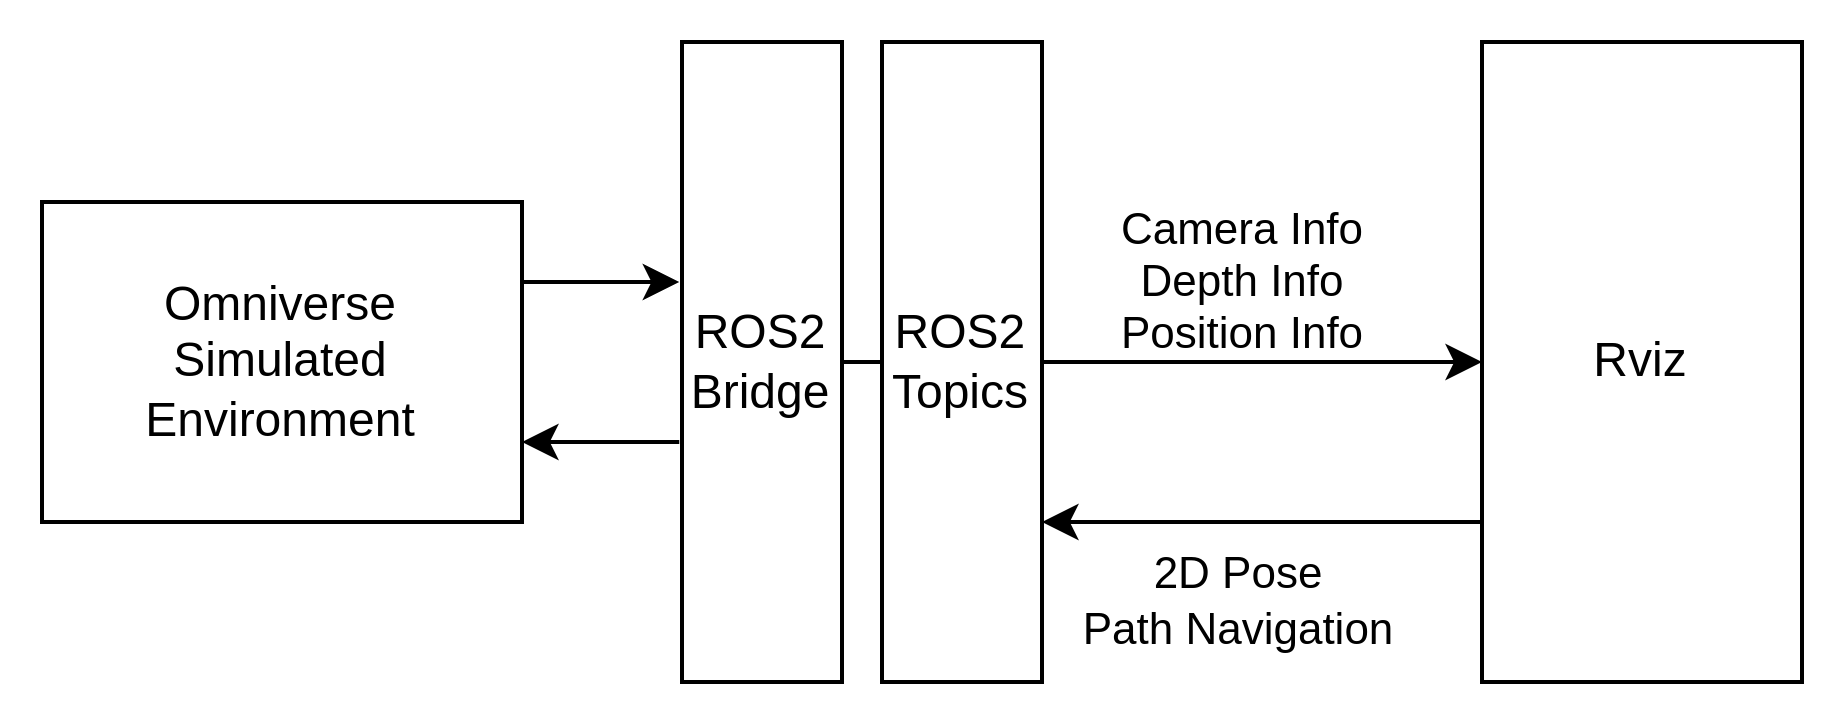 Omniverse
Simulated
Environment
ROS2
Bridge
ROS2
Topics
Camera Info
Depth Info
Position Info
2D Pose
Path Navigation
Rviz